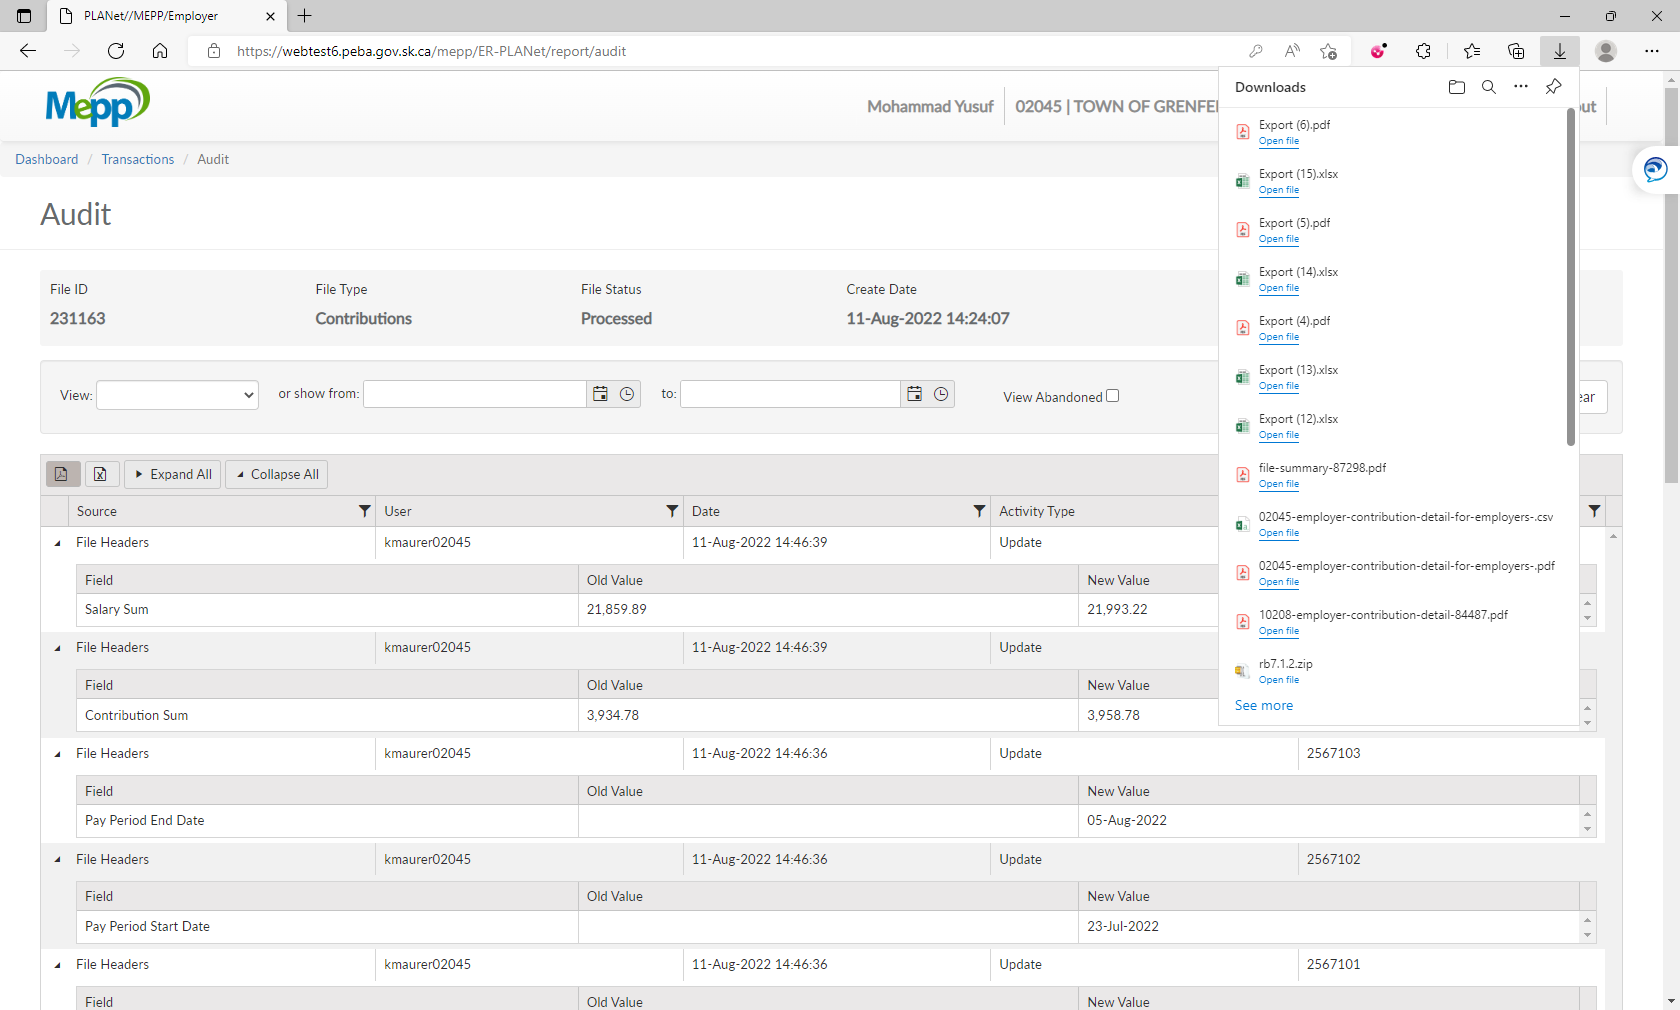 PLANet//MEPP/Employer
https://webtest6.peba.gov.sk.ca/mepp/ER-PLANet/report/audit
Mepp
Mohammad Yusuf
02045 | TOWN OF GRENFE
out
Downloads
Export (6).pdf
Open file
Export (15).xlsx
Open file
Export (5).pdf
Open file
Export (14).xlsx
Open file
Export (4).pdf
Open file
Export (13).xlsx
Open file
Export (12).xlsx
Open file
file-summary-87298.pdf
Open file
02045-employer-contribution-detail-for-employers-.csv
Open file
02045-employer-contribution-detail-for-employers-.pdf
Open file
10208-employer-contribution-detail-84487.pdf
Open file
rb7.1.2.zip
Open file
See more
Dashboard / Transactions / Audit
Audit
File ID File Type File Status Create Date
231163 Contributions Processed 11-Aug-2022 14:24:07
View: or show from: to: View Abandoned ear
Expand All Collapse All
Source User Date Activity Type
File Headers kmaurer02045 11-Aug-2022 14:46:39 Update
Field Old Value New Value
Salary Sum 21,859.89 21,993.22
File Headers kmaurer02045 11-Aug-2022 14:46:39 Update
Field Old Value New Value
Contribution Sum 3,934.78 3,958.78
File Headers kmaurer02045 11-Aug-2022 14:46:36 Update 2567103
Field Old Value New Value
Pay Period End Date 05-Aug-2022
File Headers kmaurer02045 11-Aug-2022 14:46:36 Update 2567102
Field Old Value New Value
Pay Period Start Date 23-Jul-2022
File Headers kmaurer02045 11-Aug-2022 14:46:36 Update 2567101
Field Old Value New Value